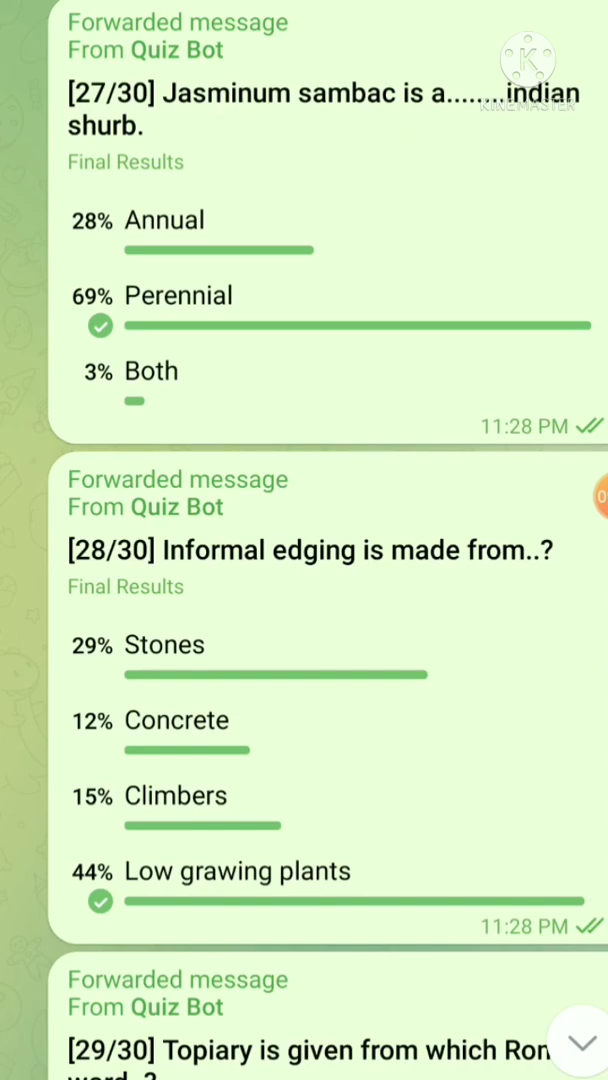 Forwarded message
From Quiz Bot
[27/30] Jasminum sambac is a........indian
shurb.
K
KINEMASTER
Final Results
28% Annual
69% Perennial
3% Both
11:28 PM
Forwarded message
From Quiz Bot
[28/30] Informal edging is made from..?
Final Results
29% Stones
12% Concrete
15% Climbers
44% Low grawing plants
11:28 PM
Forwarded message
From Quiz Bot
[29/30] Topiary is given from which